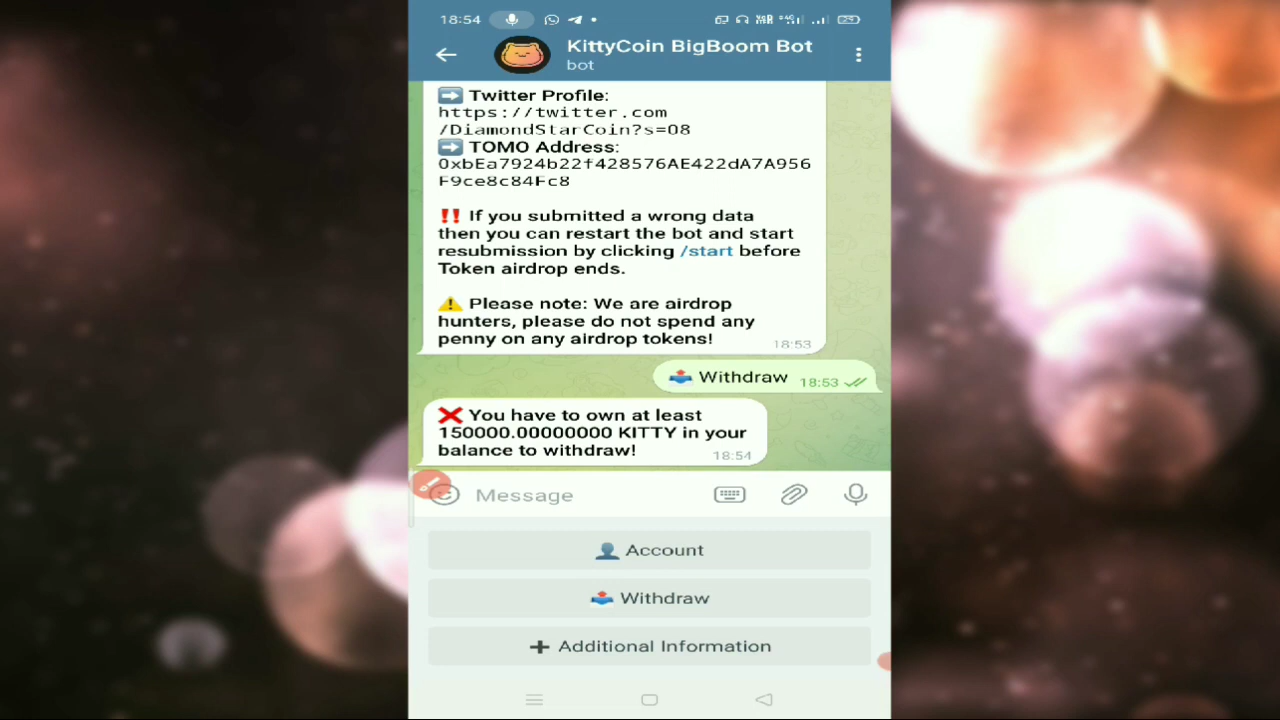 18:54
KittyCoin BigBoom Bot
bot
Twitter Profile:
https://twitter.com
/DiamondStarCoin?s=08
TOMO Address:
0xbEa7924b22f428576AE422dA7A956
F9ce8c84Fc8
‼️ If you submitted a wrong data
then you can restart the bot and start
resubmission by clicking /start before
Token airdrop ends.
Please note: We are airdrop
hunters, please do not spend any
penny on any airdrop tokens!
18:53
Withdraw 18:53
You have to own at least
150000.00000000 KITTY in your
balance to withdraw!
18:54
Message
Account
Withdraw
Additional Information